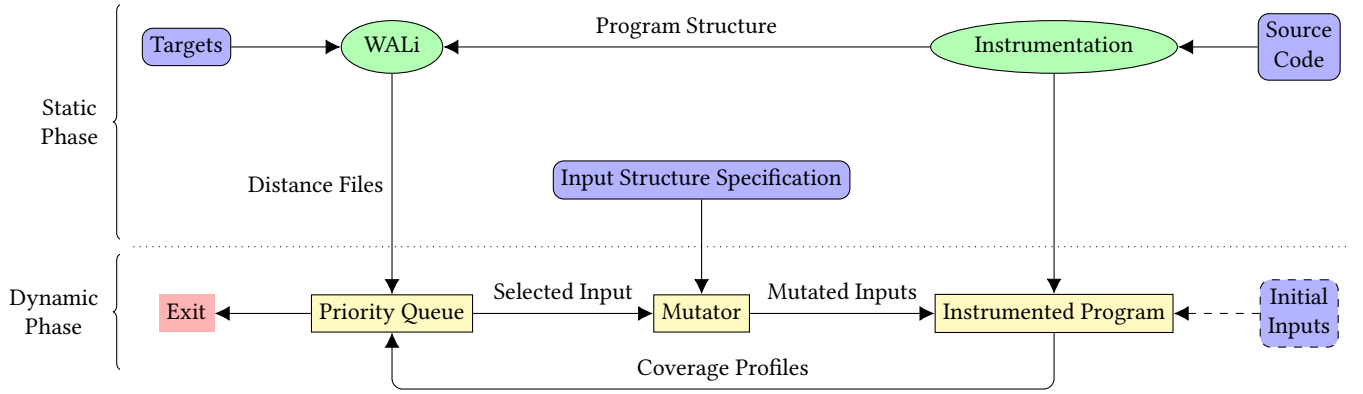 Targets
WALi
Program Structure
Instrumentation
Source
Code
Static
Phase
Distance Files
Input Structure Specification
Dynamic
Phase
Exit
Priority Queue
Selected Input
Mutator
Mutated Inputs
Instrumented Program
Initial
Inputs
Coverage Profiles